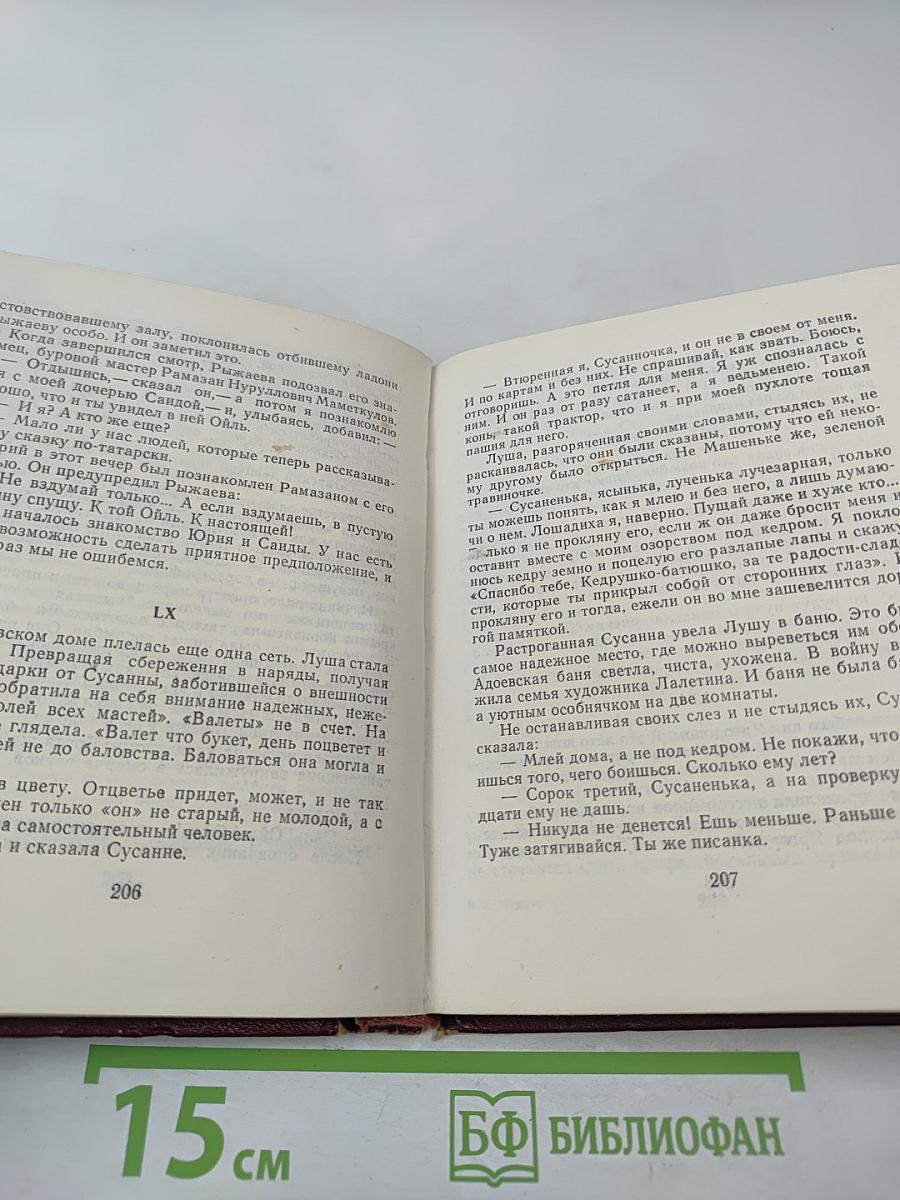 стовствовавшему залу, поклонилась отбившему ладони
ыжаеву особо. И он заметил это.
Когда завершился смотр, Рыжаева подозвал его зна-
мец, буровой мастер Рамазан Нуруллович Маметкулов.
— Отдышись,— сказал он,— а потом я познакомлю
я с моей дочерью Саидой,— и, улыбаясь, добавил:—
ошо, что и ты увидел в ней Ойль.
— И я? А кто же еще?
— Мало ли у нас людей, которые теперь рассказыва-
у сказку по-татарски.
рий в этот вечер был познакомлен Рамазаном с его
ью. Он предупредил Рыжаева:
Не вздумай только... А если вздумаешь, в пустую
ну спущу. К той Ойль. К настоящей!
началось знакомство Юрия и Саиды. У нас есть
возможность сделать приятное предположение, и
раз мы не ошибемся.
LX
вском доме плелась еще одна сеть. Луша стала
Превращая сбережения в наряды, получая
дарки от Сусанны, заботившейся о внешности
обратила на себя внимание надежных, неже-
олей всех мастей». «Валеты» не в счет. На
е глядела. «Валет что букет, день поцветет и
ей не до баловства. Баловаться она могла и
в цвету. Отцветье придет, может, и не так
ен только «он» не старый, не молодой, а с
а самостоятельный человек.
а и сказала Сусанне.
206
— Втюренная я, Сусанночка, и он не в своем от меня.
И по картам и без них. Не спрашивай, как звать. Боюсь,
отговоришь. А это петля для меня. Я уж спозналась с
ним. И он раз от разу сатанеет, а я ведьменею. Такой
конь, такой трактор, что и я при моей пухлоте тощая
пашня для него.
Луша, разгоряченная своими словами, стыдясь их, не
раскаивалась, что они были сказаны, потому что ей неко-
му другому было открыться. Не Машеньке же, зеленой
травиночке.
— Сусаненька, ясынька, лученька лучезарная, только
ты можешь понять, как я млею и без него, а лишь думаю-
чи о нем. Лошадиха я, наверно. Пущай даже и хуже кто...
Только я не прокляну его, если ж он даже бросит меня и
оставит вместе с моим озорством под кедром. Я покло
нюсь кедру земно и поцелую его разлапые лапы и скажу
«Спасибо тебе, Кедрушко-батюшко, за те радости-слад
сти, которые ты прикрыл собой от сторонних глаз».
прокляну его и тогда, ежели он во мне зашевелится дор
гой памяткой.
Растроганная Сусанна увела Лушу в баню. Это б
самое надежное место, где можно выреветься им обе
Адоевская баня светла, чиста, ухожена. В войну в
жила семья художника Лалетина. И баня не была б
а уютным особнячком на две комнаты.
Не останавливая своих слез и не стыдясь их, Су
сказала:
— Млей дома, а не под кедром. Не покажи, что
ишься того, чего боишься. Сколько ему лет?
— Сорок третий, Сусаненька, а на проверку
дцати ему не дашь.
— Никуда не денется! Ешь меньше. Раньше
Туже затягивайся. Ты же писанка.
207
15 см
БФ БИБЛИОФАН